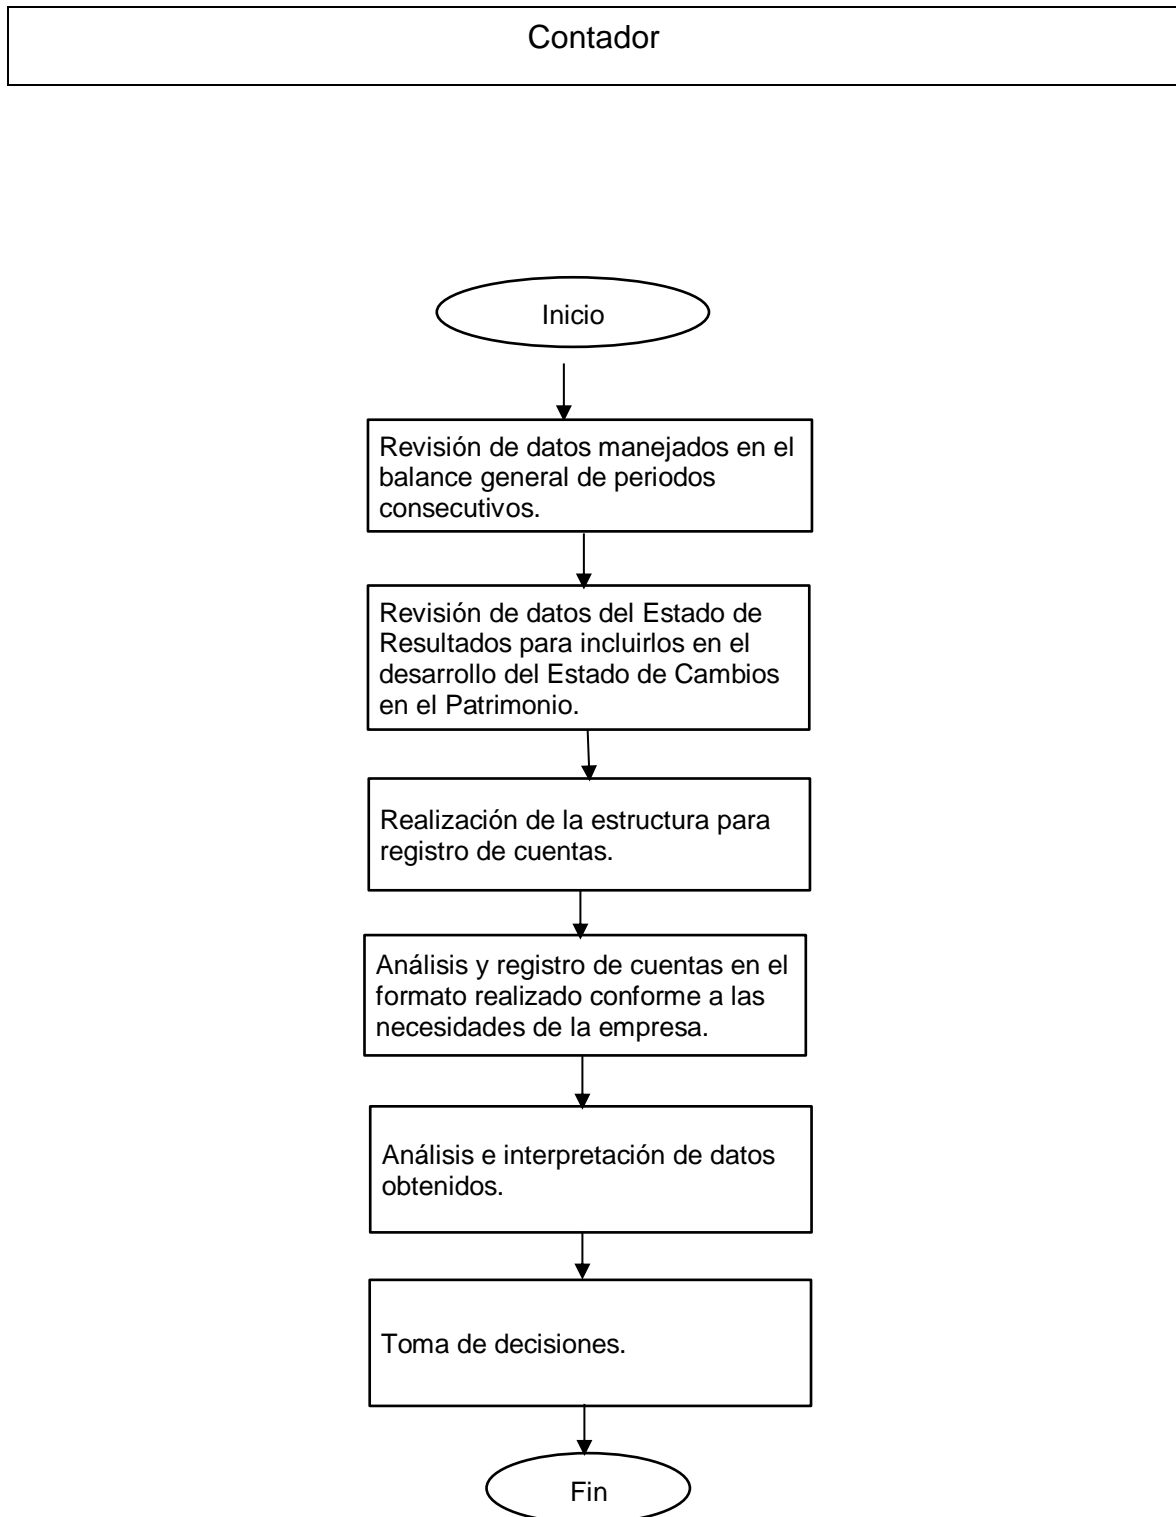 Contador
Inicio
Revisión de datos manejados en el
balance general de periodos
consecutivos.
Revisión de datos del Estado de
Resultados para incluirlos en el
desarrollo del Estado de Cambios
en el Patrimonio.
Realización de la estructura para
registro de cuentas.
Análisis y registro de cuentas en el
formato realizado conforme a las
necesidades de la empresa.
Análisis e interpretación de datos
obtenidos.
Toma de decisiones.
Fin